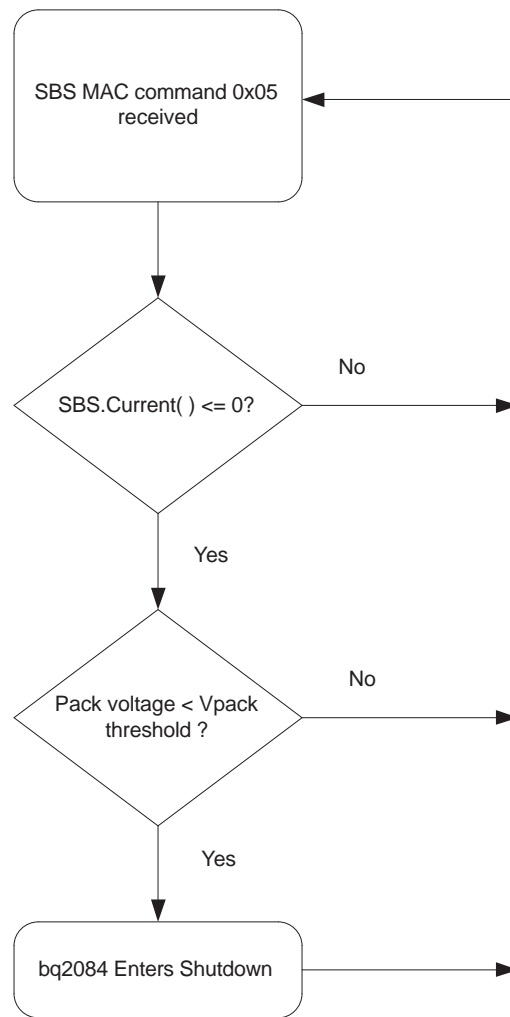 SBS MAC command 0x05
received
SBS.Current( ) <= 0?
No
Yes
Pack voltage < Vpack
threshold ?
No
Yes
bq2084 Enters Shutdown